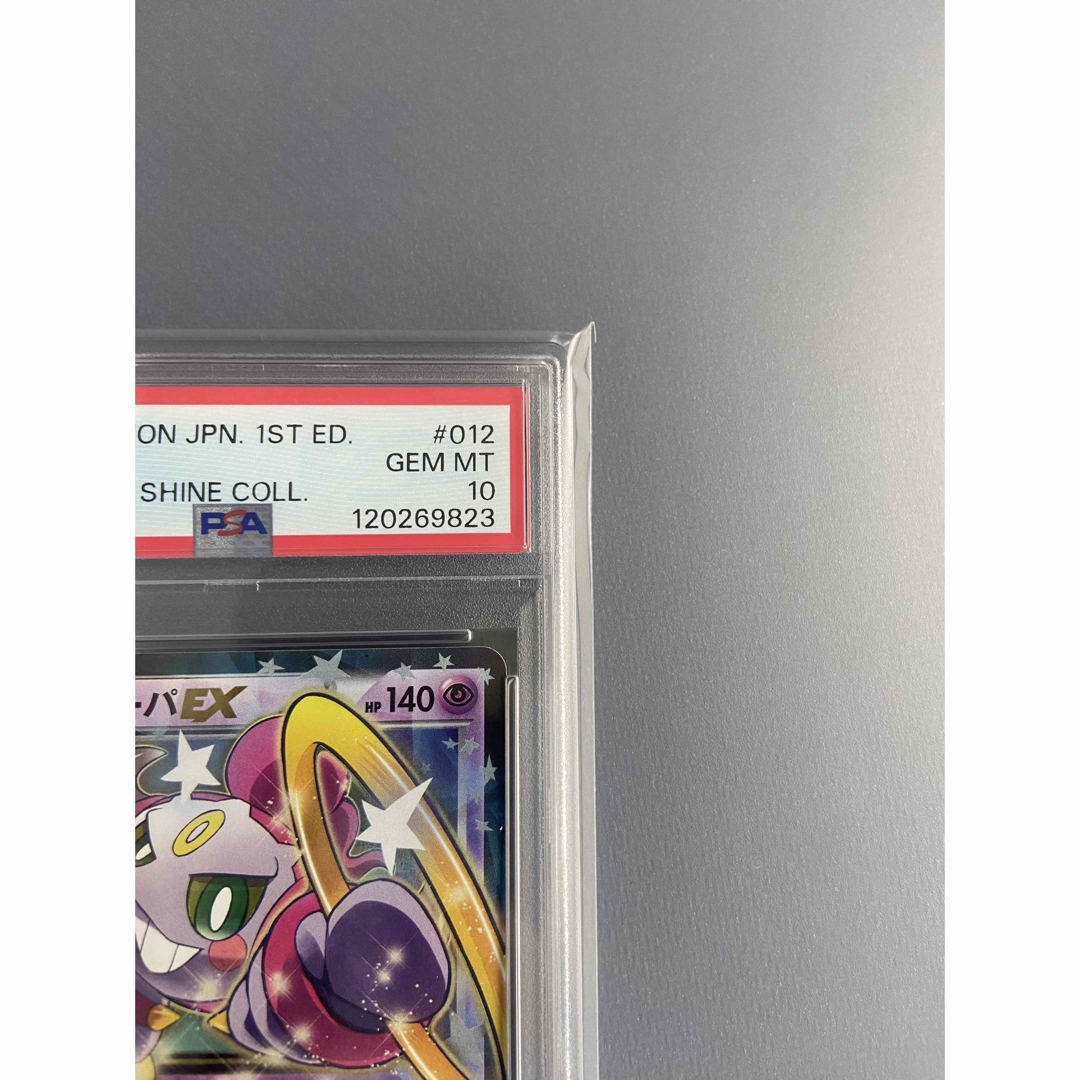 ON JPN. 1ST ED. #012
GEM MT
SHINE COLL. 10
PSA 120269823
ーパEX HP 140